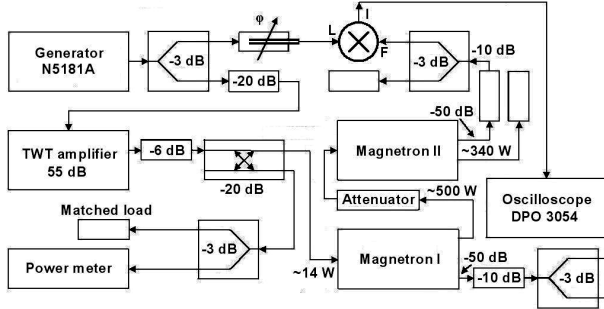 φ
I
L
F
Generator
N5181A
-3 dB
-20 dB
-3 dB
-10 dB
-50 dB
~340 W
TWT amplifier
55 dB
-6 dB
-20 dB
Magnetron II
Attenuator
~500 W
Oscilloscope
DPO 3054
Matched load
-3 dB
Power meter
~14 W
Magnetron I
-50 dB
-10 dB
-3 dB